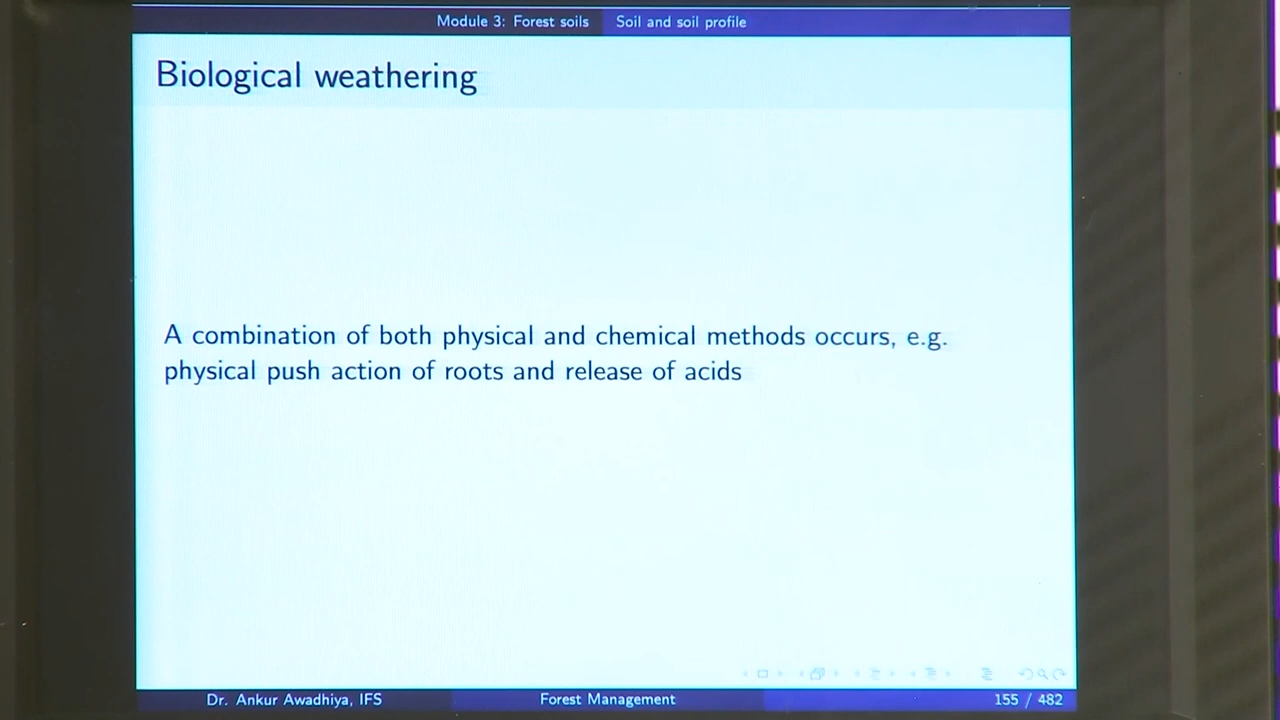 Module 3: Forest soils Soil and soil profile
Biological weathering
A combination of both physical and chemical methods occurs, e.g.
physical push action of roots and release of acids
Dr. Ankur Awadhiya, IFS Forest Management 155 / 482